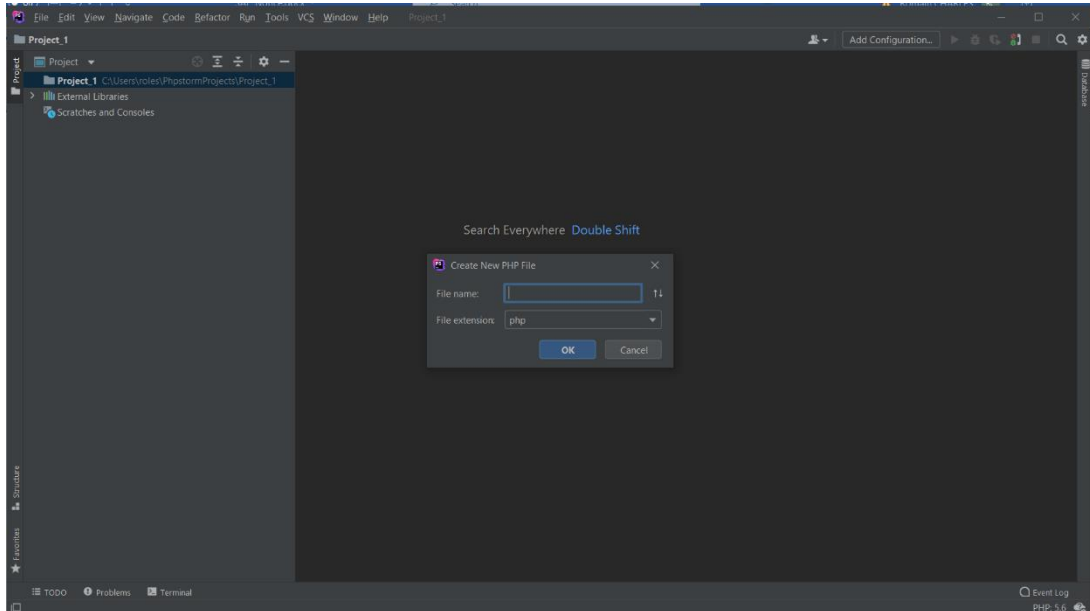 File Edit View Navigate Code Refactor Run Tools VCS Window Help Project_1
Project_1 Add Configuration...
Project
Project
Project_1 C:\Users\roles\PhpstormProjects\Project_1
External Libraries
Scratches and Consoles
Database
Search Everywhere Double Shift
PS Create New PHP File
File name:
File extension: php
OK Cancel
Structure
Favorites
TODO Problems Terminal Event Log
PHP: 5.6